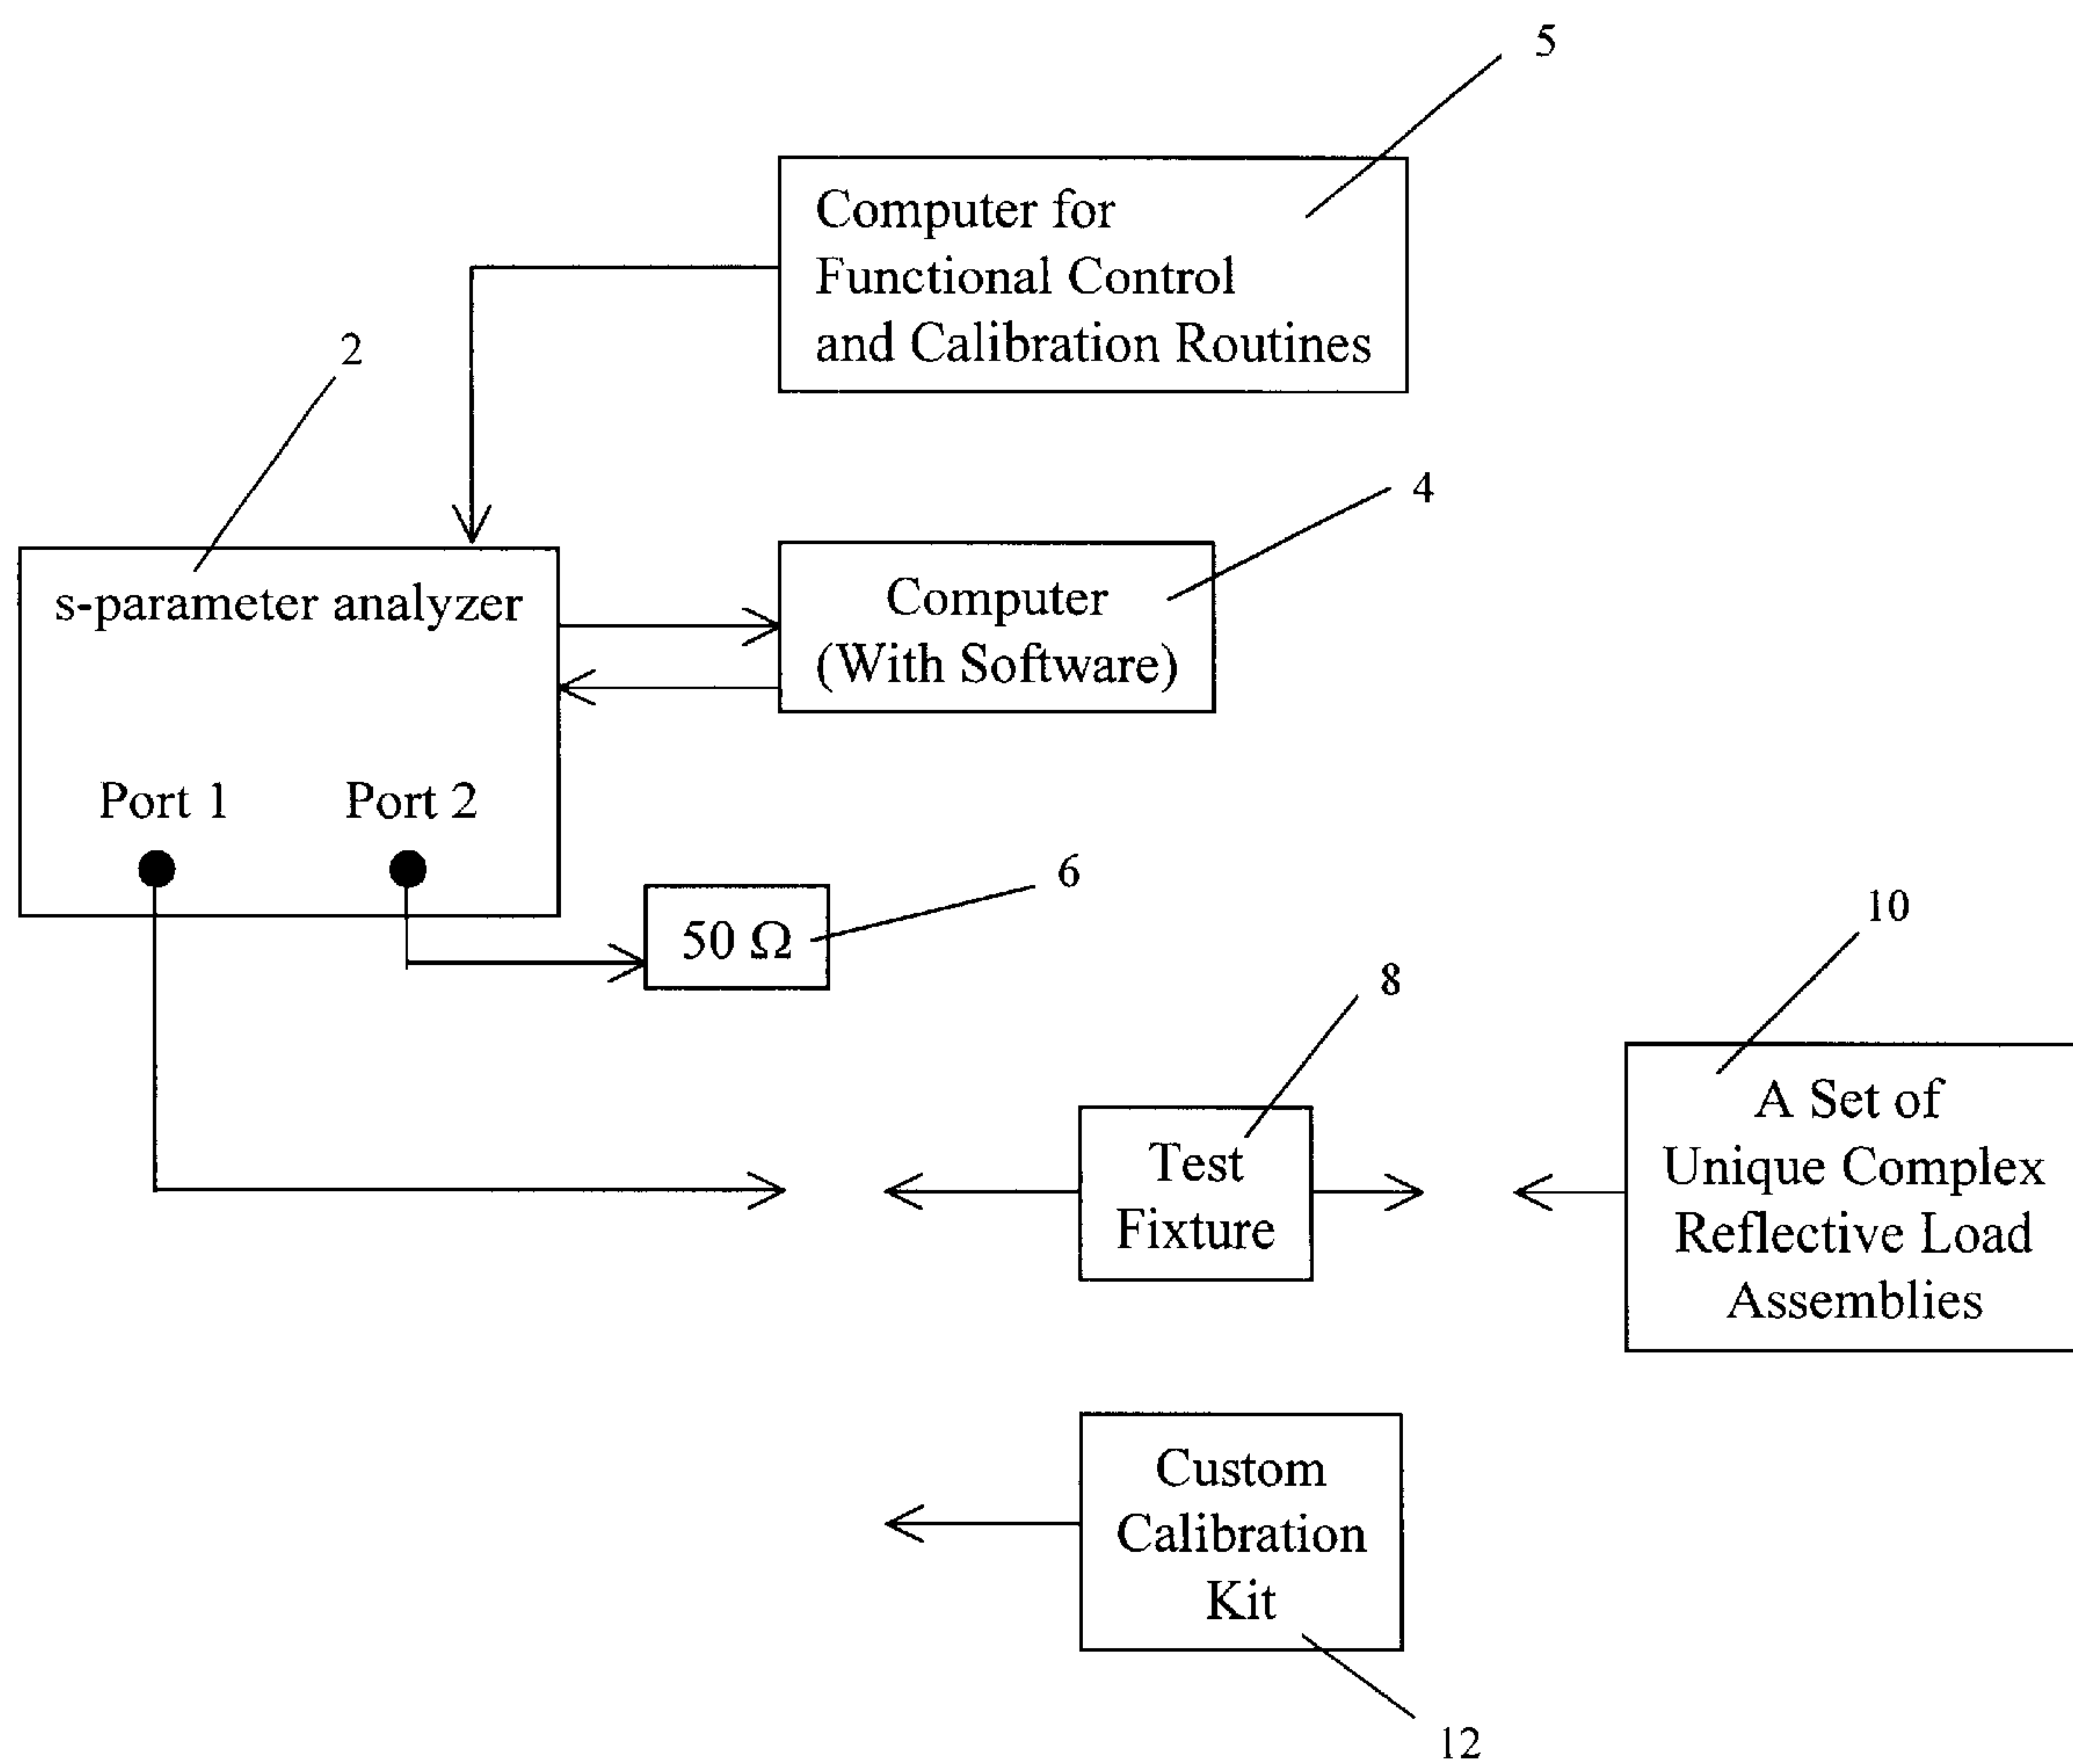 5
Computer for
Functional Control
and Calibration Routines
2
4
s-parameter analyzer
Computer
(With Software)
Port 1
Port 2
6
50 Ω
10
8
A Set of
Unique Complex
Reflective Load
Assemblies
Test
Fixture
Custom
Calibration
Kit
12